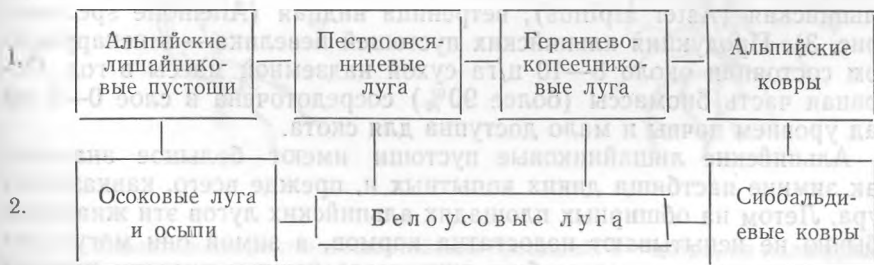 1. Альпийские лишайнико-вые пустоши
Пестроовся-ницевые луга
Гераниево-копеечнико-вые луга
Альпийские ковры
2. Осоковые луга и осыпи
Белоусовые луга
Сиббальди-евые ковры